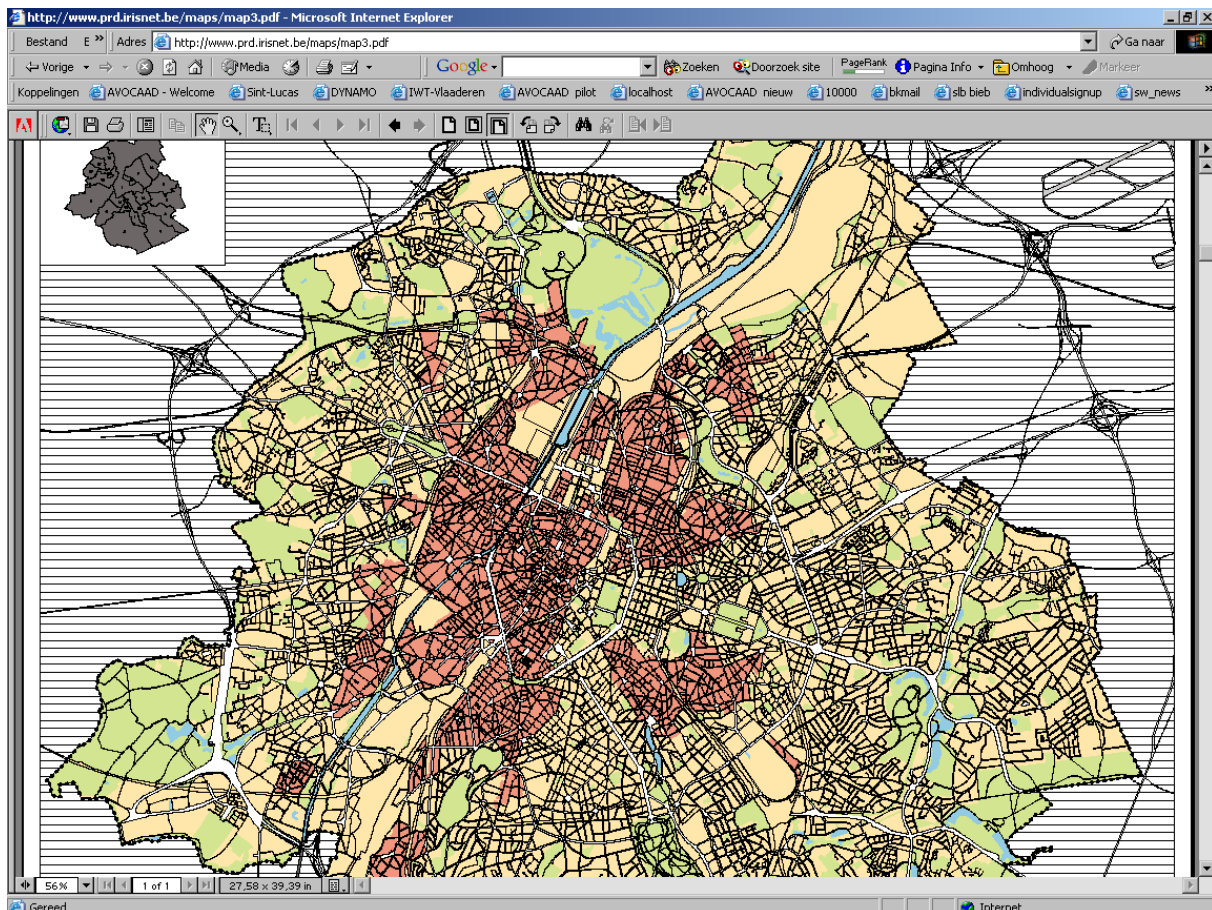 http://www.prd.irisnet.be/maps/map3.pdf - Microsoft Internet Explorer
Bestand E » Adres http://www.prd.irisnet.be/maps/map3.pdf Ga naar
Vorige Media Google Zoeken Doorzoek site PageRank Pagina Info Omhoog Markeer
Koppelingen AVOCAAD - Welcome Sint-Lucas DYNAMO IWT-Vlaaderen AVOCAAD pilot localhost AVOCAAD nieuw 10000 bkmail slb bieb individualsignup sw_news »
56% 1 of 1 27,58 x 39,39 in
Gereed Internet